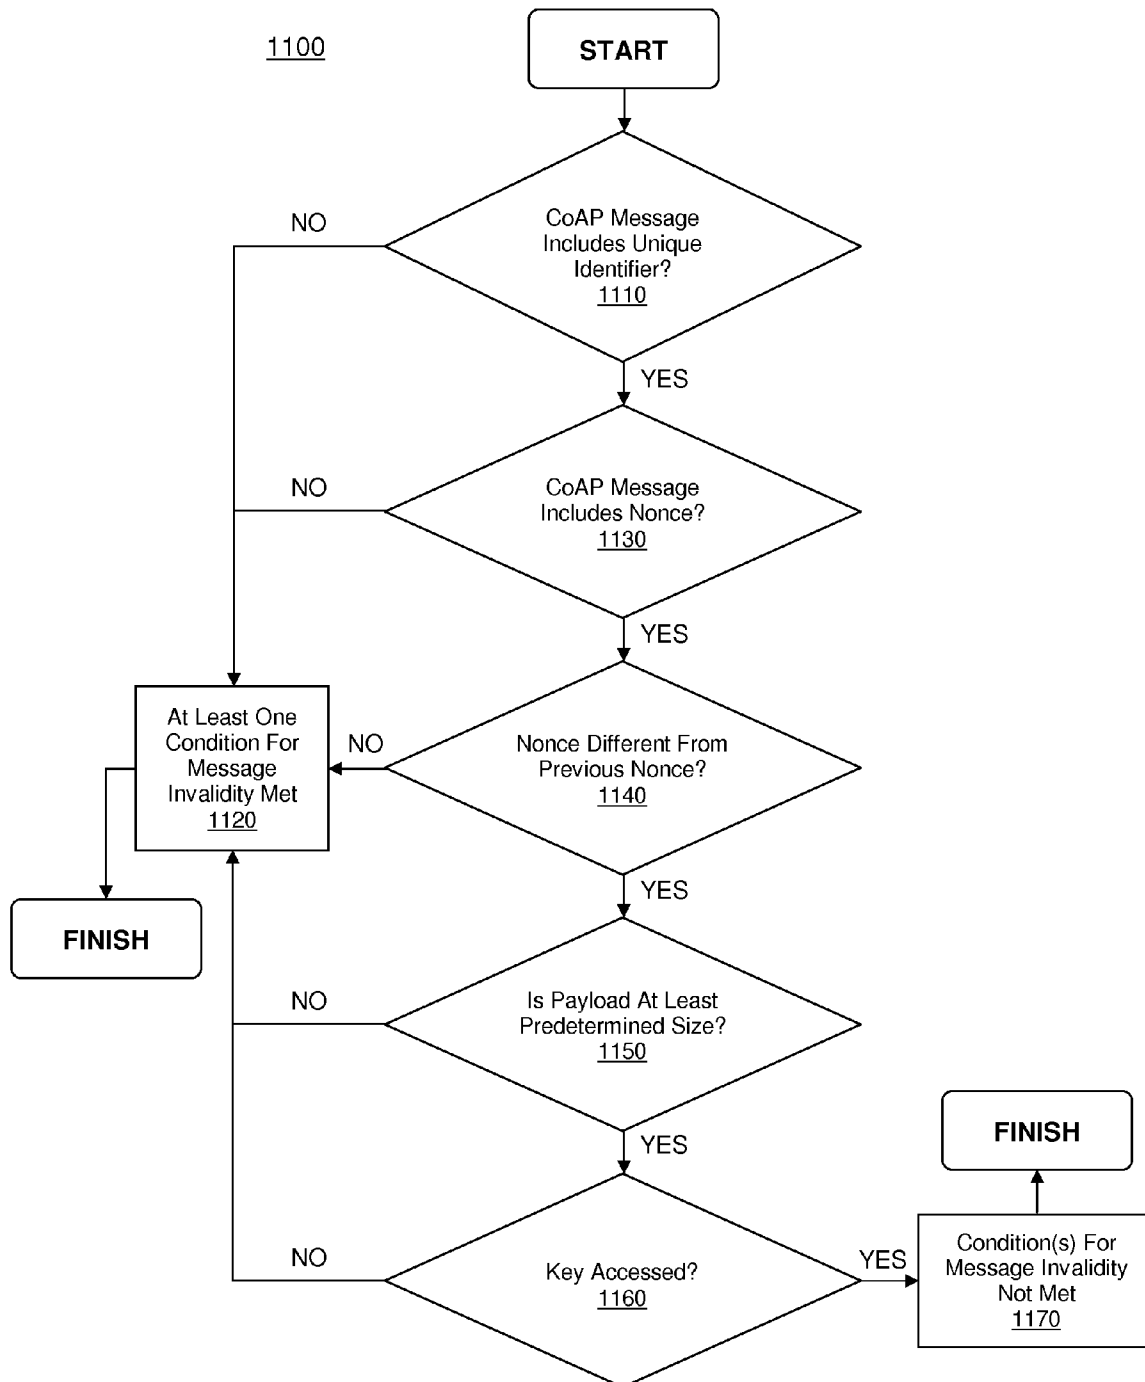 1100
START
CoAP Message
Includes Unique
Identifier?
1110
NO
YES
CoAP Message
Includes Nonce?
1130
NO
YES
Nonce Different From
Previous Nonce?
1140
NO
At Least One
Condition For
Message
Invalidity Met
1120
FINISH
YES
Is Payload At Least
Predetermined Size?
1150
NO
YES
Key Accessed?
1160
NO
YES
Condition(s) For
Message Invalidity
Not Met
1170
FINISH